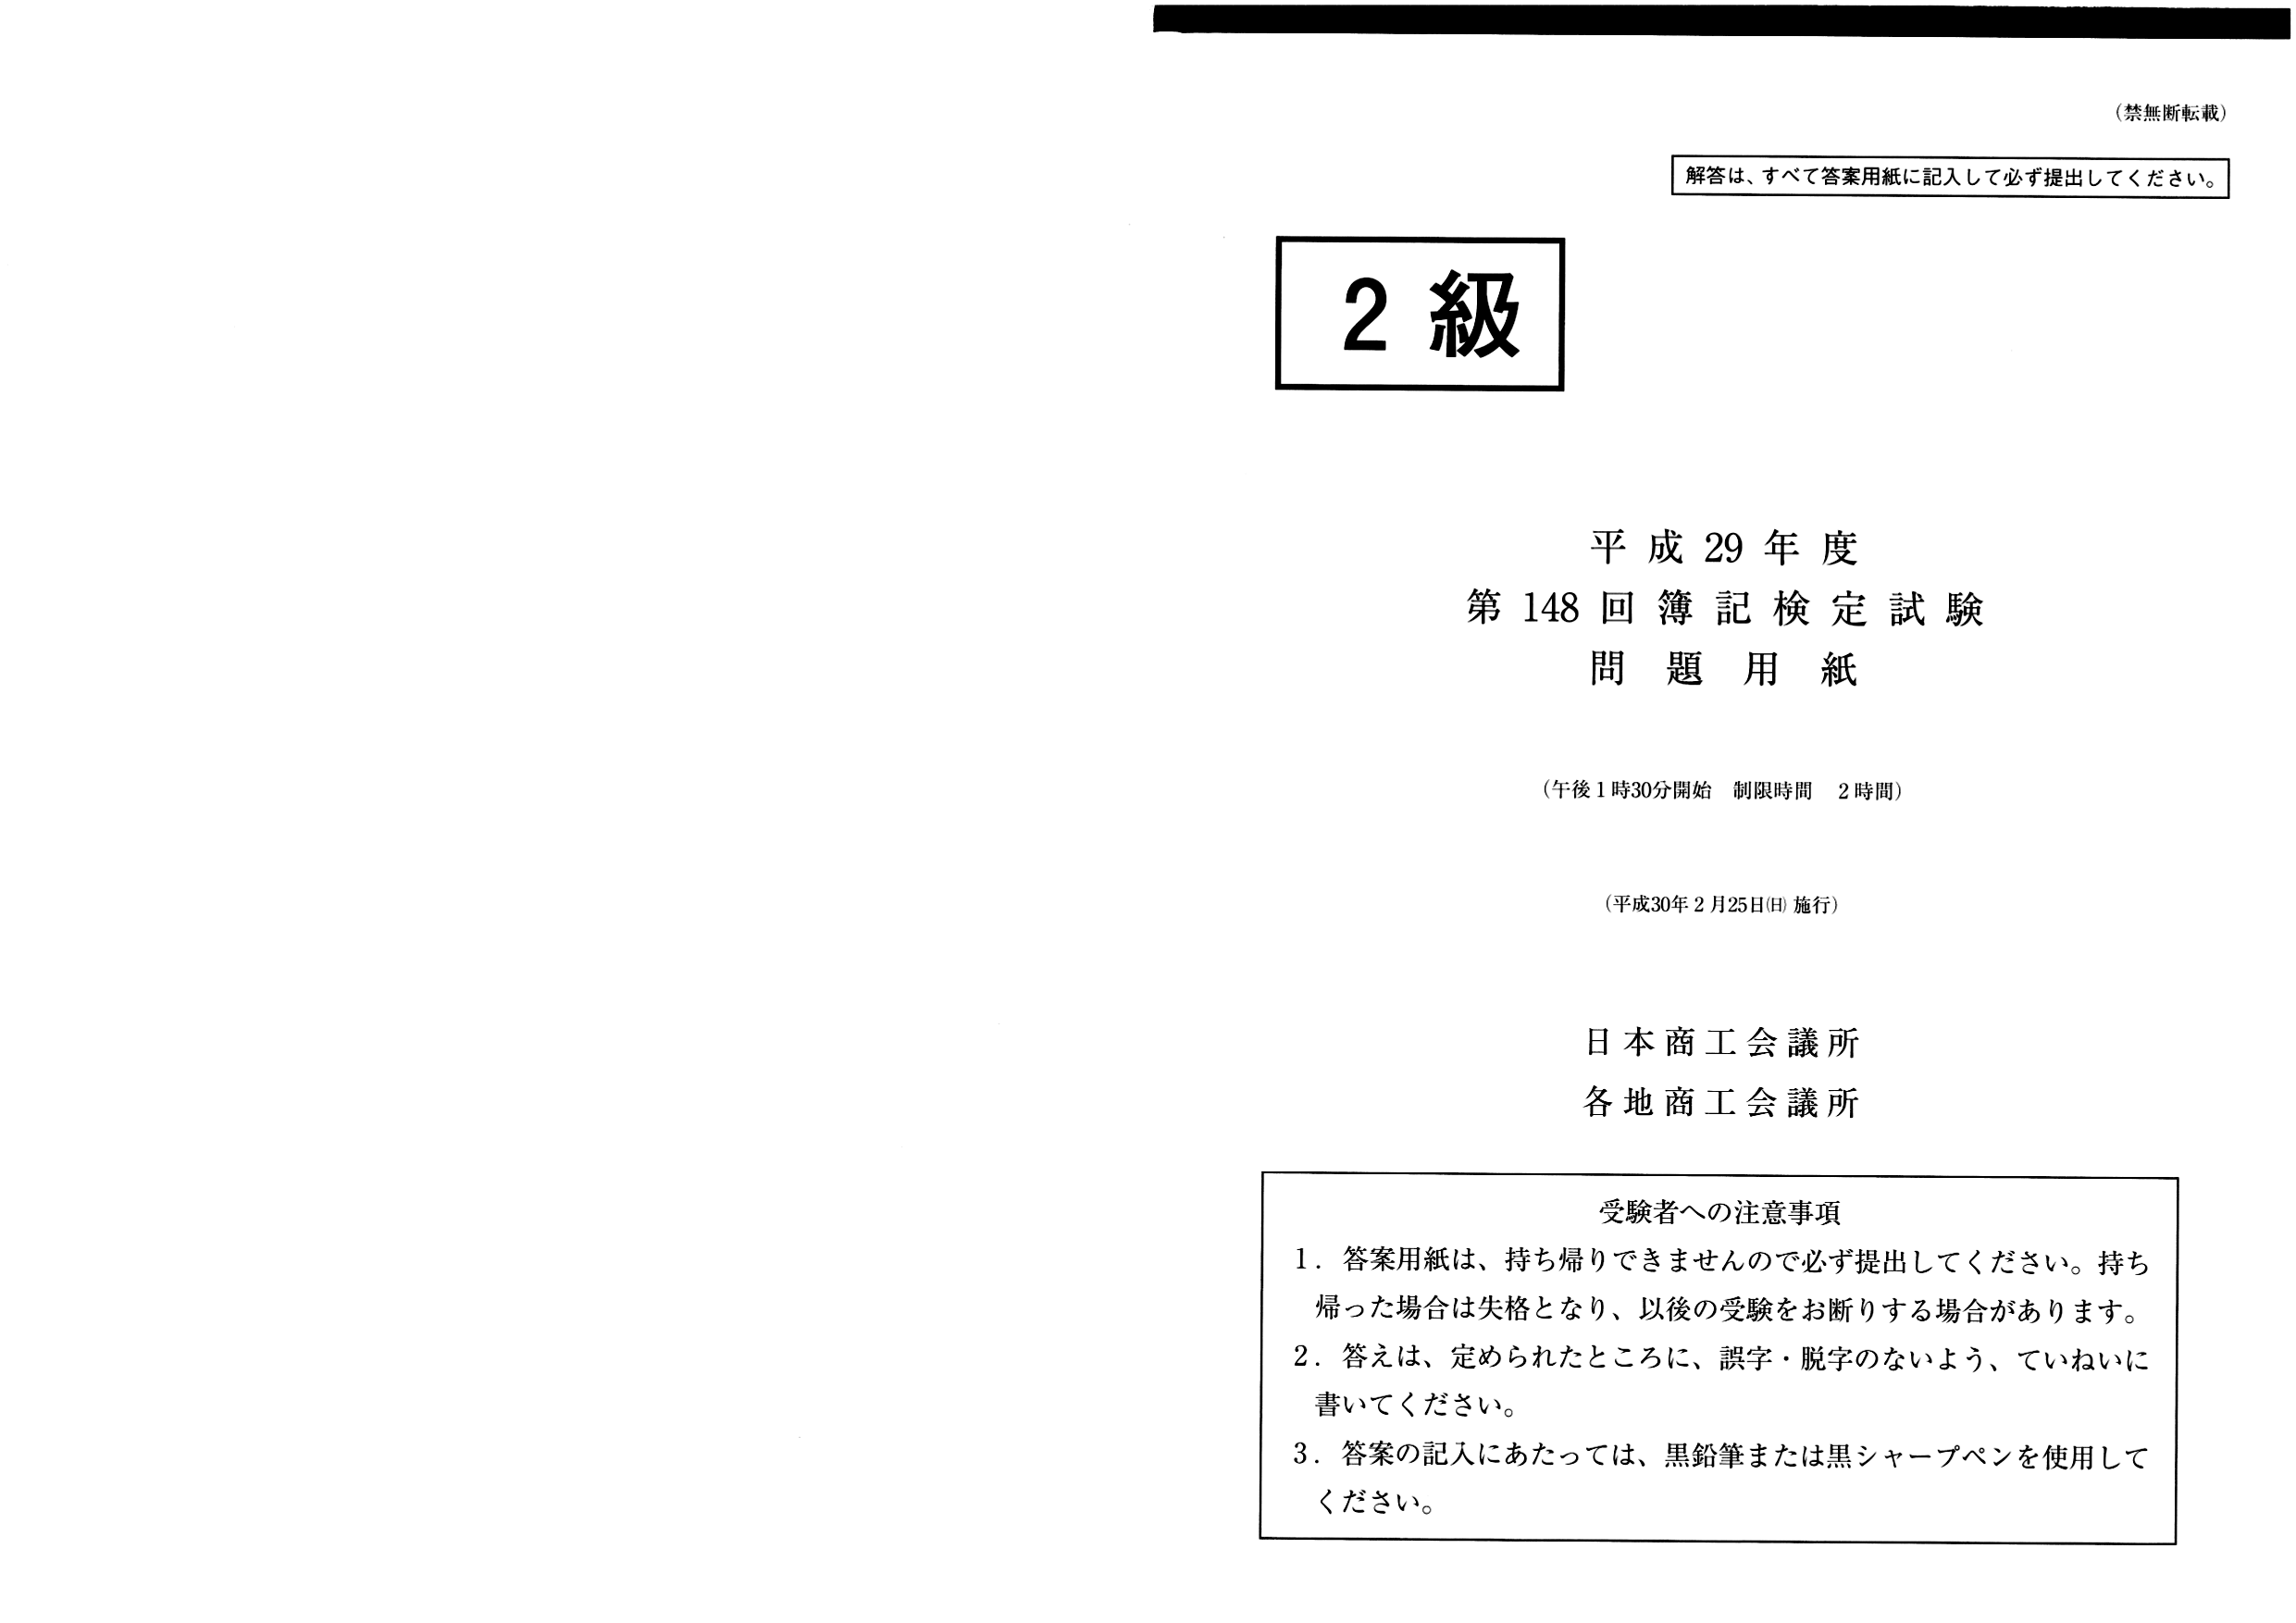 （禁無断転載）
解答は、すべて答案用紙に記入して必ず提出してください。
２級
平成29年度
第148回簿記検定試験
問題用紙
（午後１時30分開始　制限時間　２時間）
（平成30年２月25日㈰ 施行）
日本商工会議所
各地商工会議所
受験者への注意事項
１．答案用紙は、持ち帰りできませんので必ず提出してください。持ち
帰った場合は失格となり、以後の受験をお断りする場合があります。
２．答えは、定められたところに、誤字・脱字のないよう、ていねいに
書いてください。
３．答案の記入にあたっては、黒鉛筆または黒シャープペンを使用して
ください。